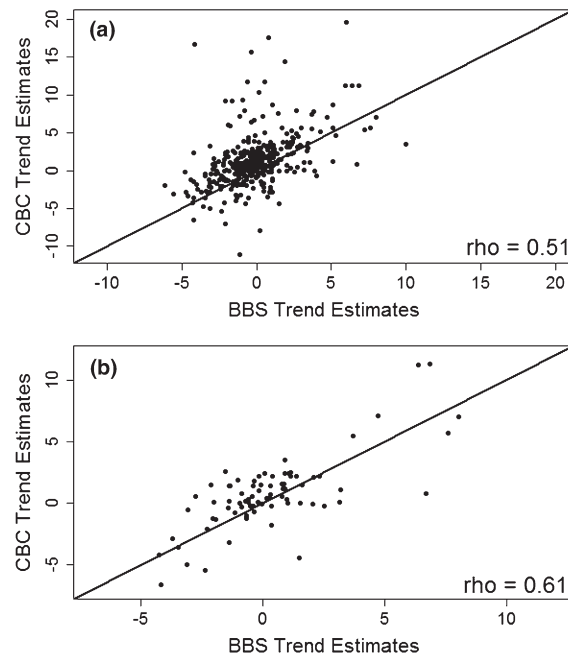 (a)
20
15
10
5
0
-5
-10
CBC Trend Estimates
rho = 0.51
-10 -5 0 5 10 15 20
BBS Trend Estimates
(b)
10
5
0
-5
CBC Trend Estimates
rho = 0.61
-5 0 5 10
BBS Trend Estimates